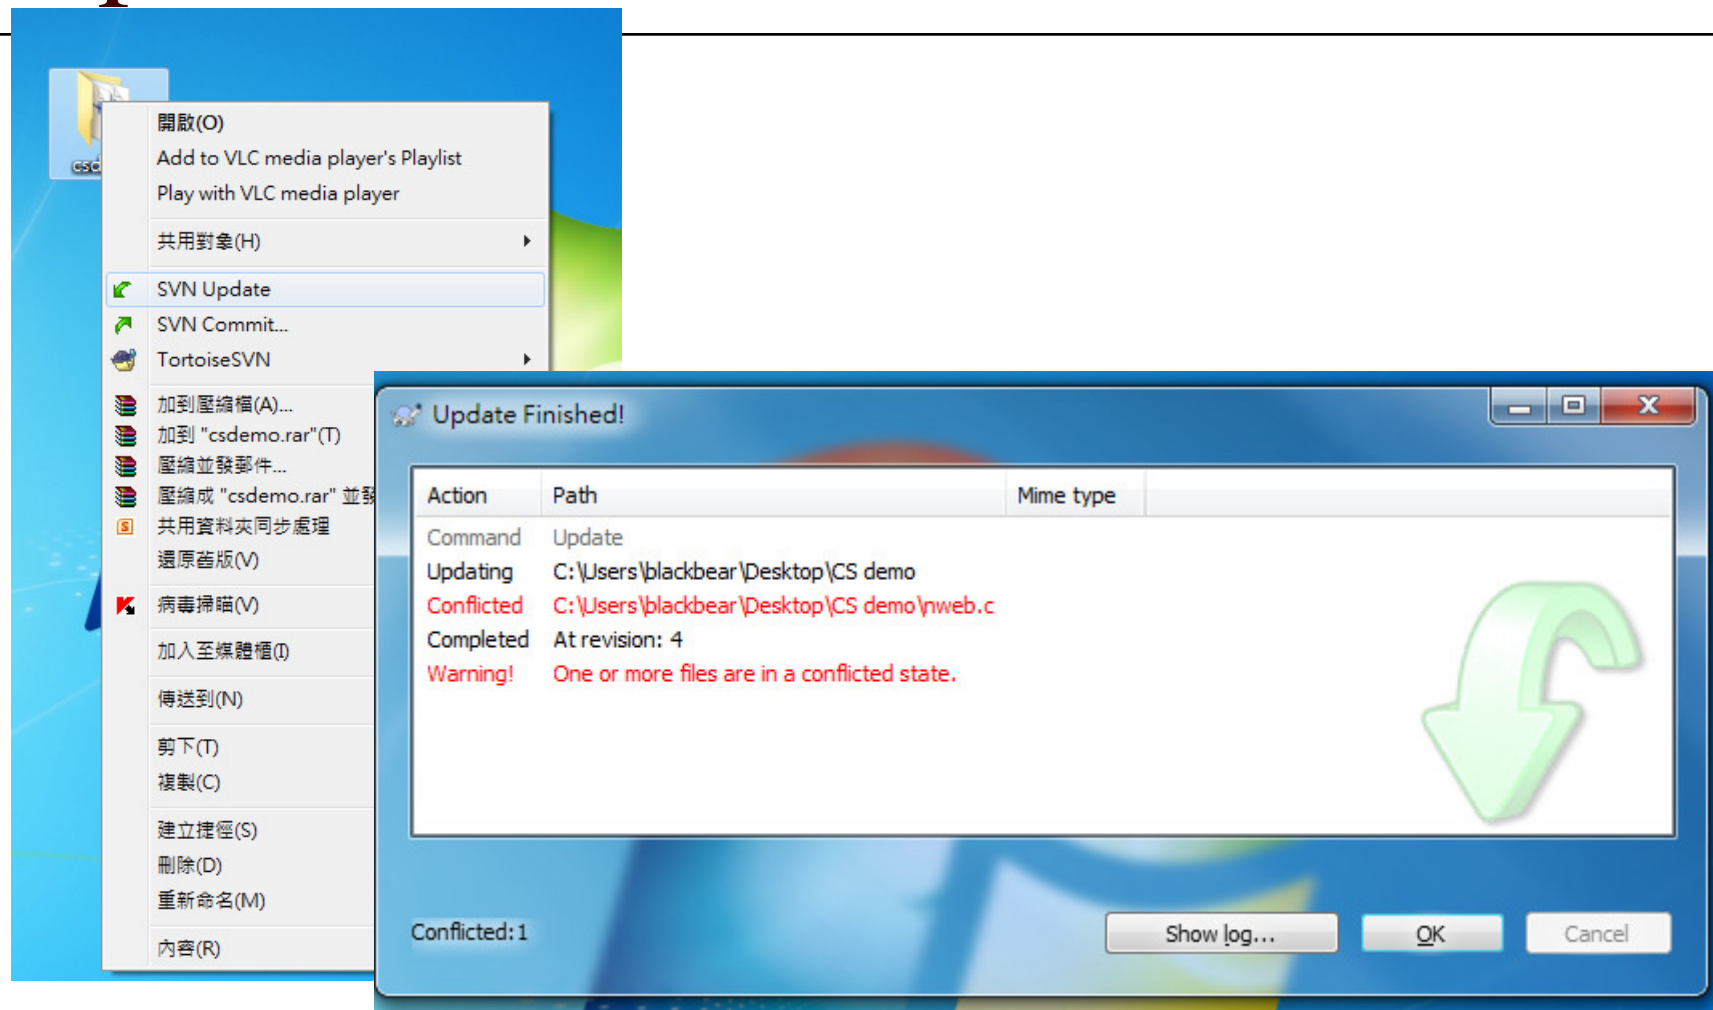 開啟(O)
Add to VLC media player's Playlist
Play with VLC media player
共用對象(H)
SVN Update
SVN Commit...
TortoiseSVN
加到壓縮檔(A)...
加到 "csdemo.rar"(T)
壓縮並發郵件...
壓縮成 "csdemo.rar" 並發
共用資料夾同步處理
還原舊版(V)
病毒掃瞄(V)
加入至媒體櫃(I)
傳送到(N)
剪下(T)
複製(C)
建立捷徑(S)
刪除(D)
重新命名(M)
內容(R)
Update Finished!
Action Path Mime type
Command Update
Updating C:\Users\blackbear\Desktop\CS demo
Conflicted C:\Users\blackbear\Desktop\CS demo\nweb.c
Completed At revision: 4
Warning! One or more files are in a conflicted state.
Conflicted:1
Show log... OK Cancel